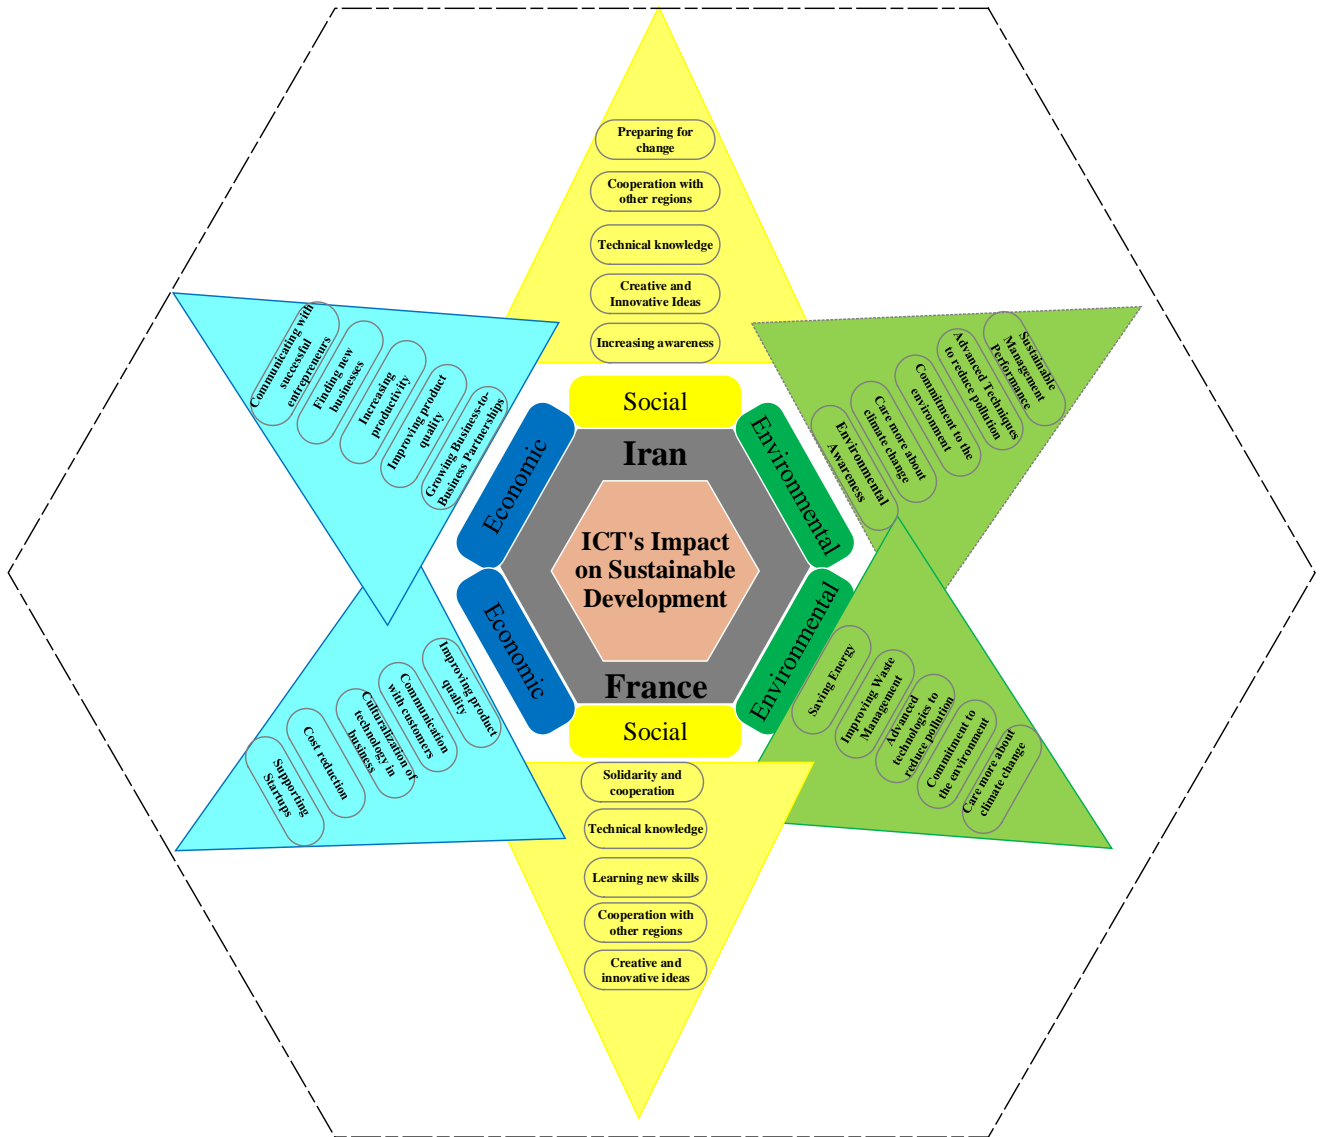 Preparing for
change
Cooperation with
other regions
Technical knowledge
Creative and
Innovative Ideas
Increasing awareness
Communicating with
successful
entrepreneurs
Finding new
businesses
Increasing
productivity
Improving product
quality
Growing Business-to-
Business Partnerships
Sustainable
Management
Performance
Advanced Techniques
to reduce pollution
Commitment to the
environment
Care more about
climate change
Environmental
Awareness
Social
Economic
Environmental
Iran
ICT's Impact
on Sustainable
Development
France
Economic
Environmental
Social
Improving product
quality
Communication
with customers
Culturalization of
technology in
business
Cost reduction
Supporting
Startups
Saving Energy
Improving Waste
Management
Advanced
technologies to
reduce pollution
Commitment to
the environment
Care more about
climate change
Solidarity and
cooperation
Technical knowledge
Learning new skills
Cooperation with
other regions
Creative and
innovative ideas